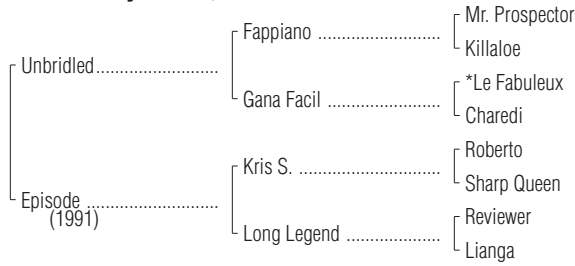 Mr. Prospector
Fappiano ........................
Killaloe
Unbridled........................
*Le Fabuleux
Gana Facil ......................
Charedi
Roberto
Kris S. ...........................
Sharp Queen
Episode .........................
(1991)
Reviewer
Long Legend ..................
Lianga